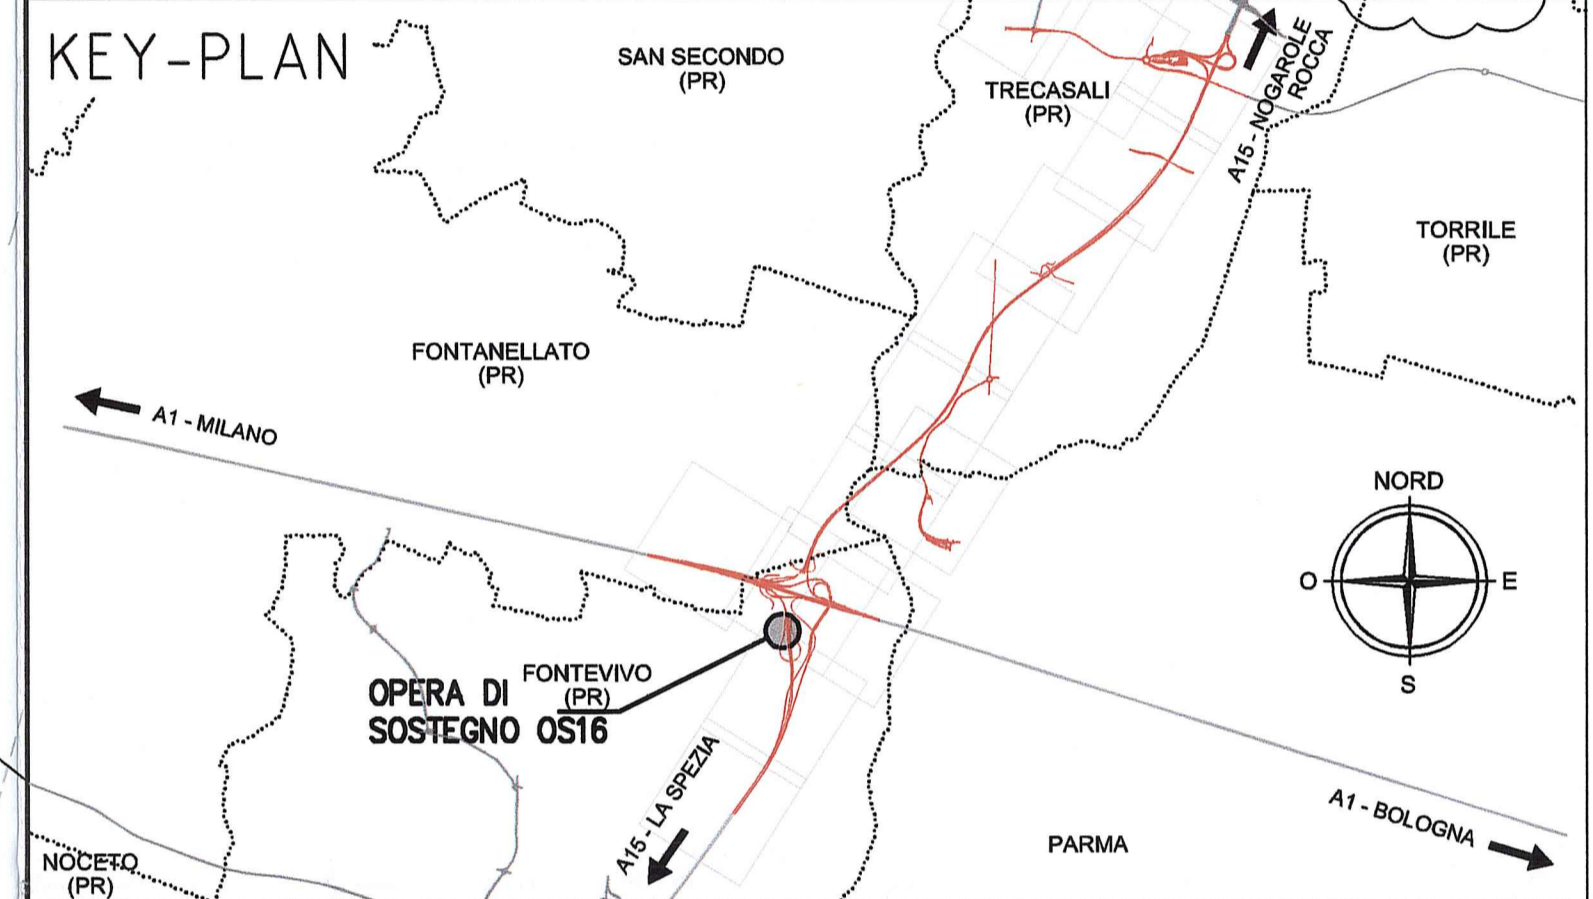 KEY-PLAN
SAN SECONDO
(PR)
TRECASALI
(PR)
A15 - NOGAROLE
ROCCA
TORRILE
(PR)
FONTANELLATO
(PR)
A1 - MILANO
NORD
O
E
S
FONTEVIVO
(PR)
OPERA DI
SOSTEGNO OS16
A15 - LA SPEZIA
A1 - BOLOGNA
PARMA
NOCETO
(PR)